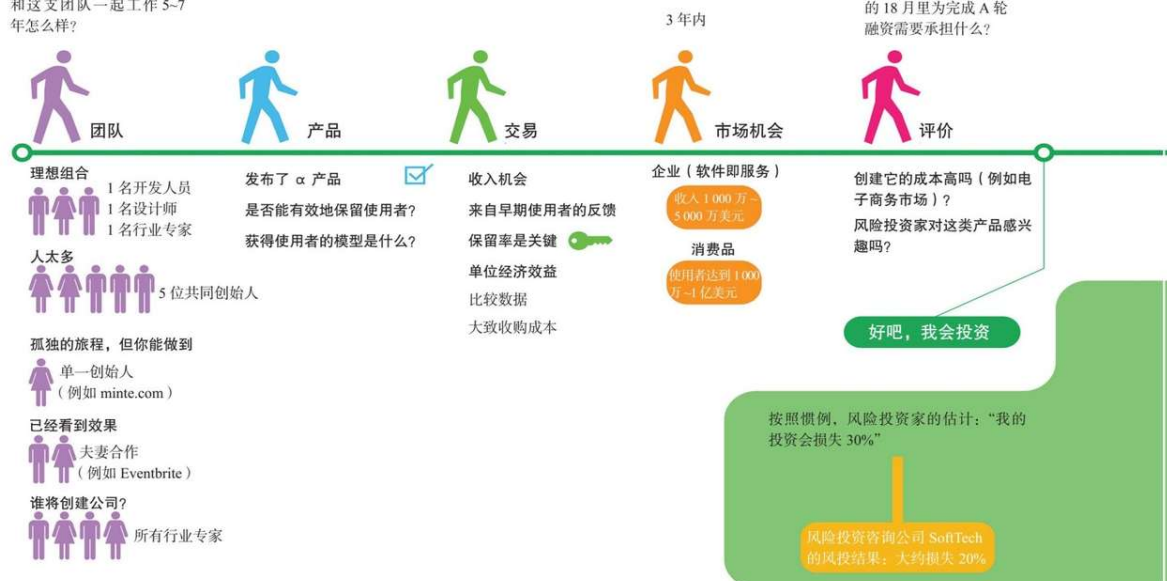 和这支团队一起工作 5~7
年怎么样?
3 年内
的 18 月里为完成 A 轮
融资需要承担什么?
团队
产品
交易
市场机会
评价
理想组合
1 名开发人员
1 名设计师
1 名行业专家
人太多
5 位共同创始人
孤独的旅程，但你能做到
单一创始人
（例如 minte.com）
已经看到效果
夫妻合作
（例如 Eventbrite）
谁将创建公司?
所有行业专家
发布了 α 产品
是否能有效地保留使用者?
获得使用者的模型是什么?
收入机会
来自早期使用者的反馈
保留率是关键
单位经济效益
比较数据
大致收购成本
企业（软件即服务）
收入 1 000 万~
5 000 万美元
消费品
使用者达到 1 000
万~1 亿美元
创建它的成本高吗（例如电
子商务市场）?
风险投资家对这类产品感兴
趣吗?
好吧，我会投资
按照惯例，风险投资家的估计：“我的
投资会损失 30%”
风险投资咨询公司 SoftTech
的风投结果：大约损失 20%